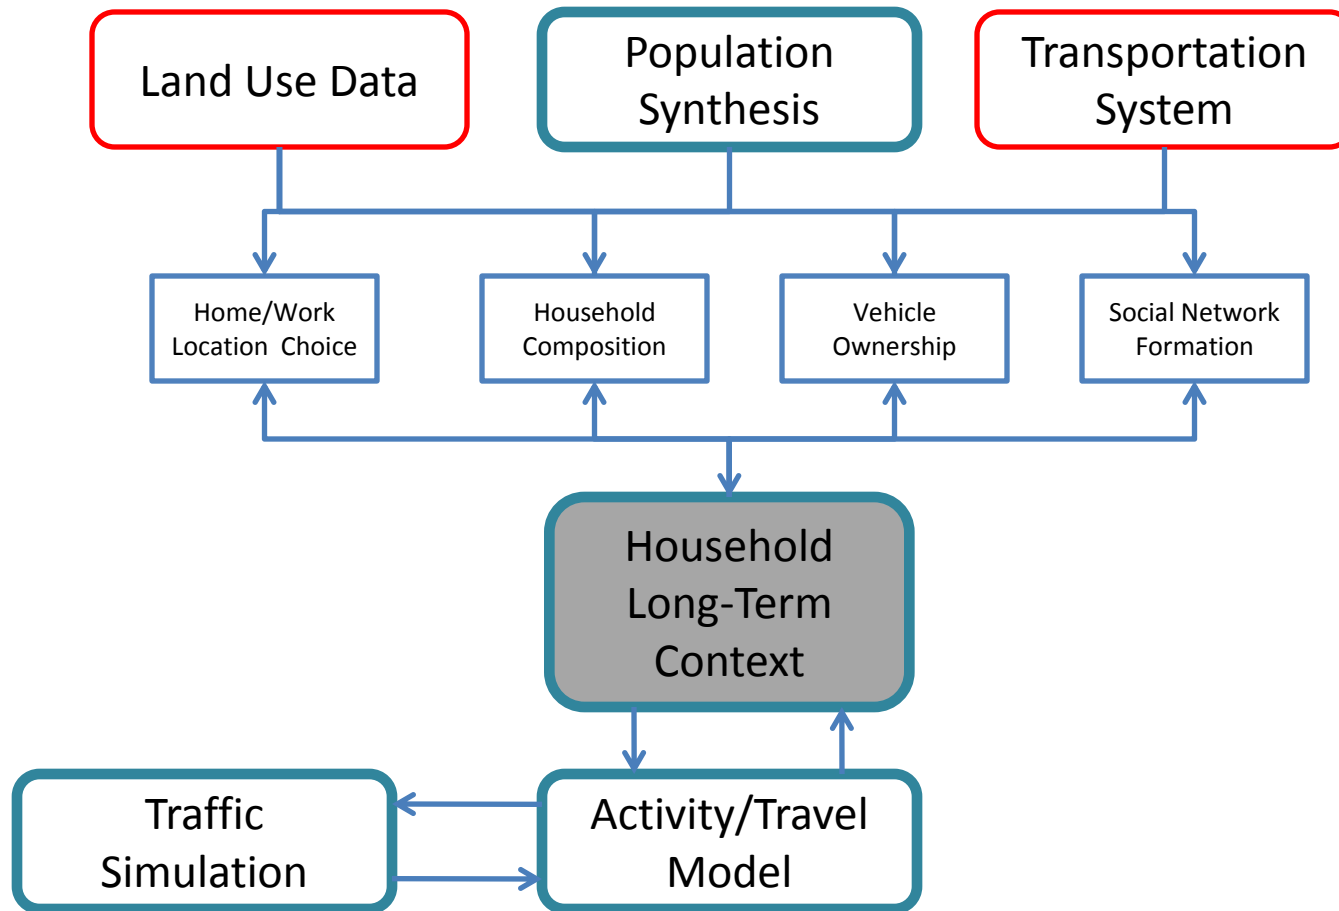 Land Use Data
Population
Synthesis
Transportation
System
Home/Work
Location Choice
Household
Composition
Vehicle
Ownership
Social Network
Formation
Household
Long-Term
Context
Traffic
Simulation
Activity/Travel
Model